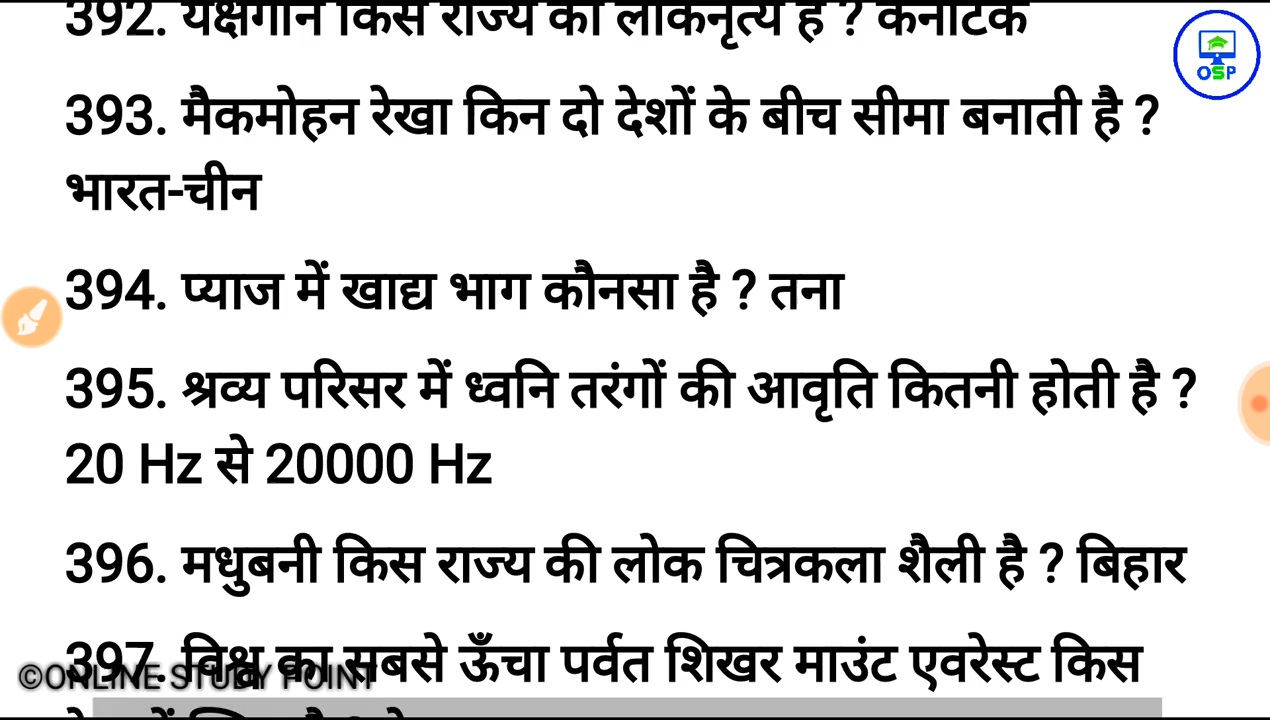 392. यक्षगान किस राज्य का लोकनृत्य है ? कर्नाटक
OSP
393. मैकमोहन रेखा किन दो देशों के बीच सीमा बनाती है ?
भारत-चीन
394. प्याज में खाद्य भाग कौनसा है ? तना
395. श्रव्य परिसर में ध्वनि तरंगों की आवृति कितनी होती है ?
20 Hz से 20000 Hz
396. मधुबनी किस राज्य की लोक चित्रकला शैली है ? बिहार
397. विश्व का सबसे ऊँचा पर्वत शिखर माउंट एवरेस्ट किस
©ONLINE STUDY POINT